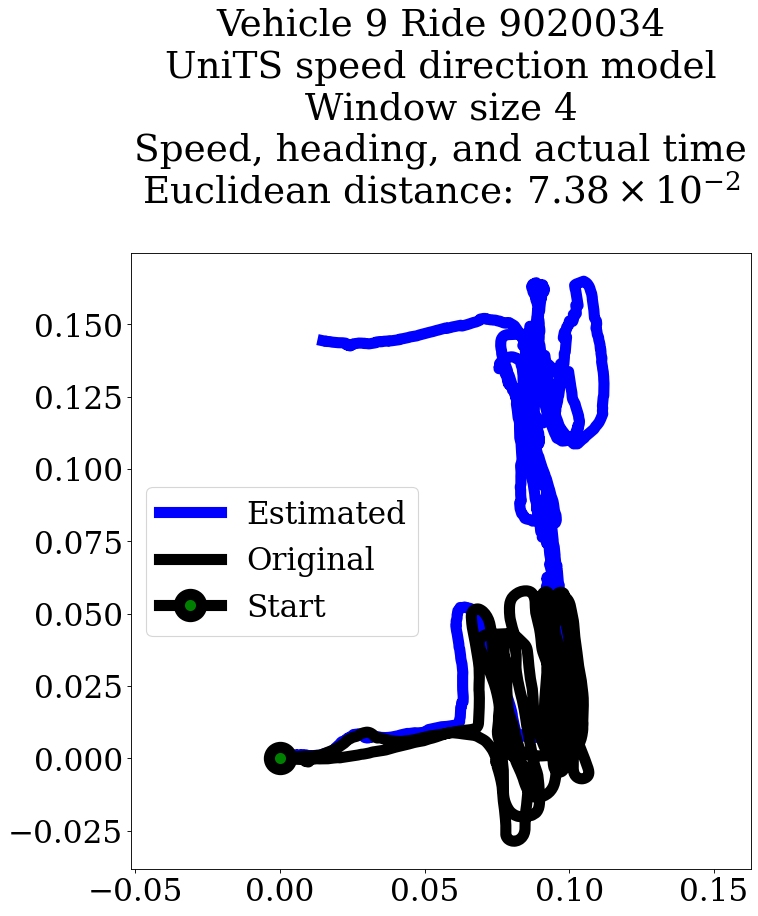 Vehicle 9 Ride 9020034
UniTS speed direction model
Window size 4
Speed, heading, and actual time
Euclidean distance: 7.38 × 10⁻²
0.150
0.125
0.100
0.075
0.050
0.025
0.000
−0.025
Estimated
Original
Start
−0.05 0.00 0.05 0.10 0.15